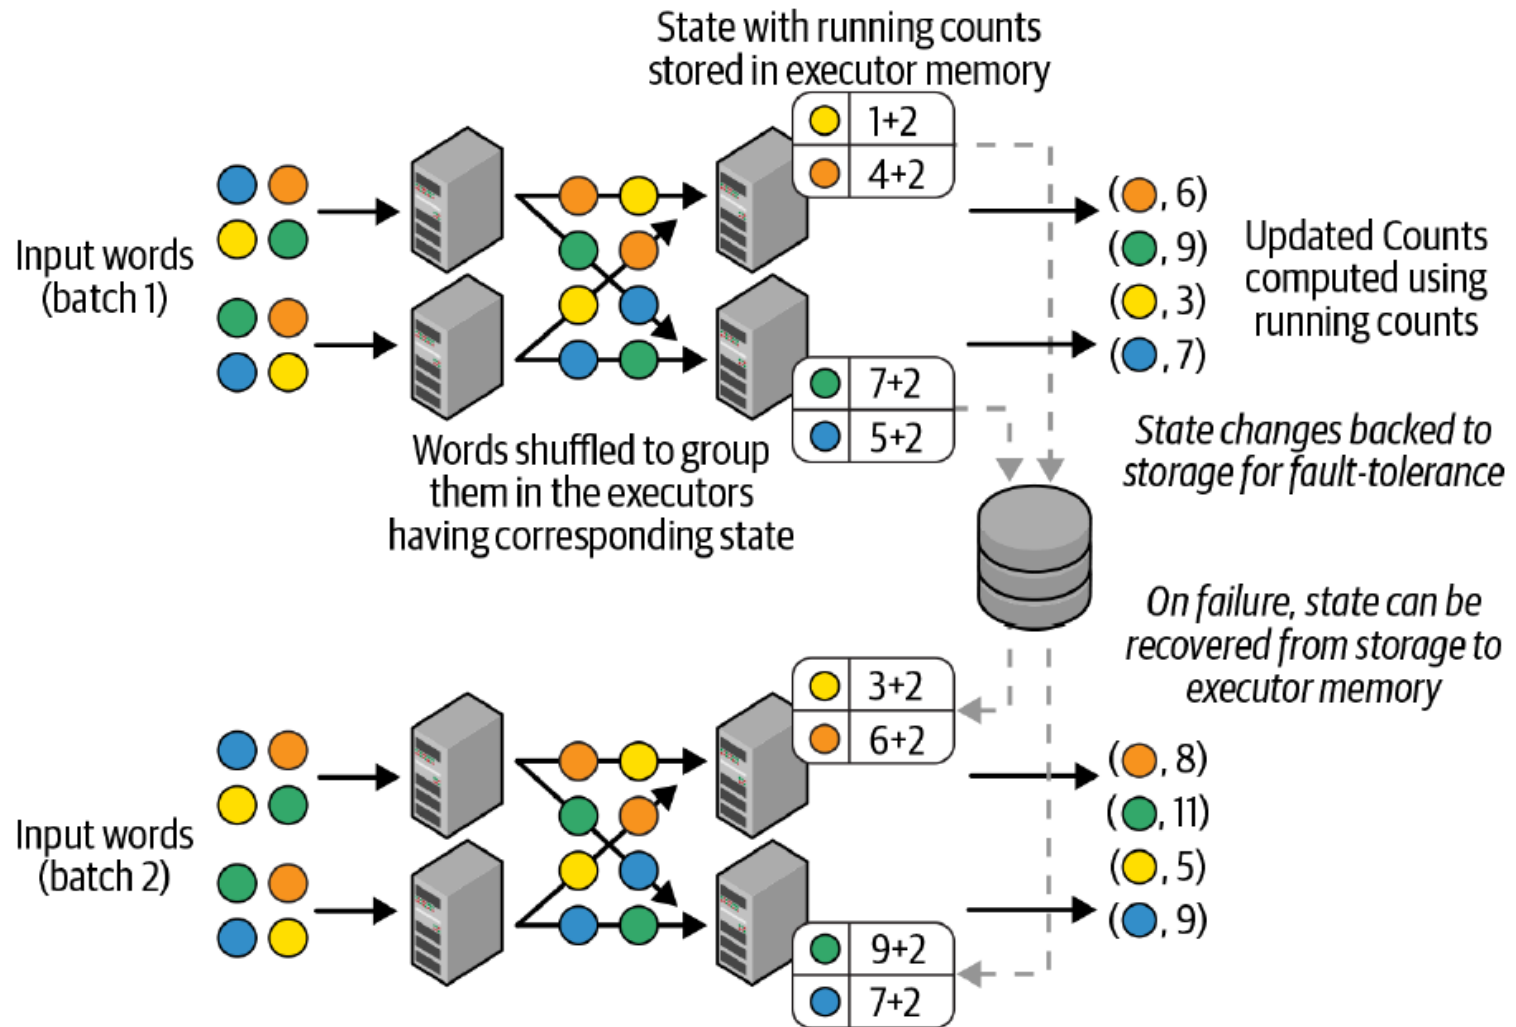 State with running counts
stored in executor memory
1+2
4+2
Input words
(batch 1)
(, 6)
(, 9)
(, 3)
(, 7)
Updated Counts
computed using
running counts
7+2
5+2
Words shuffled to group
them in the executors
having corresponding state
State changes backed to
storage for fault-tolerance
On failure, state can be
recovered from storage to
executor memory
3+2
6+2
Input words
(batch 2)
(, 8)
(, 11)
(, 5)
(, 9)
9+2
7+2